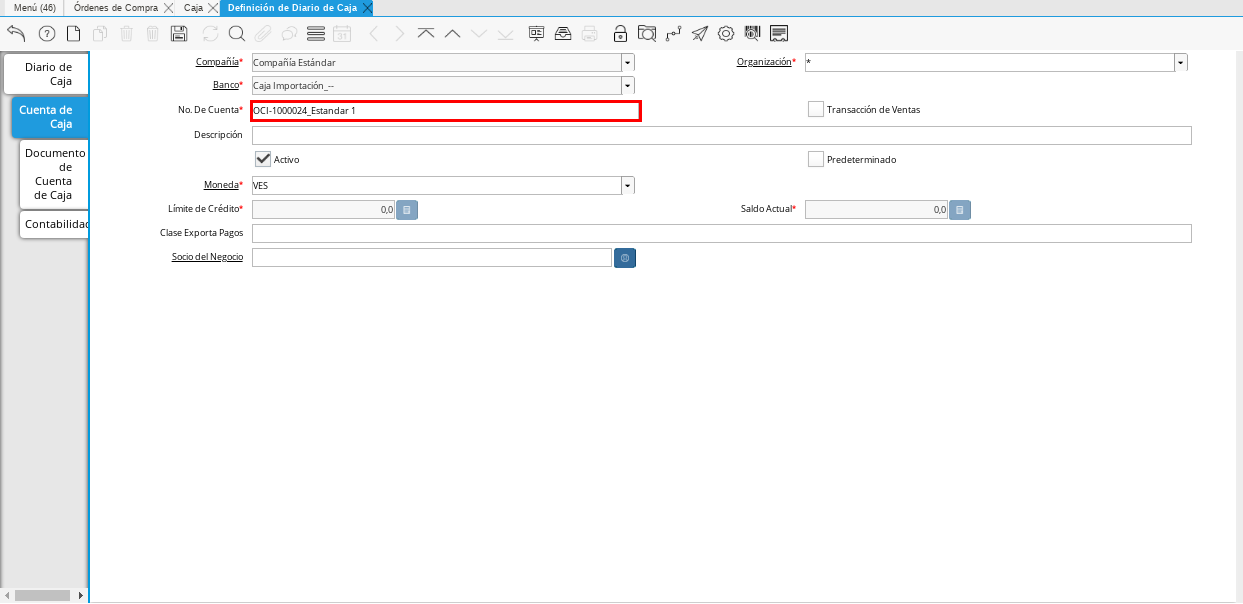 Menú (46) Órdenes de Compra Caja Definición de Diario de Caja
Diario de
Caja
Cuenta de
Caja
Documento
de
Cuenta
de Caja
Contabilidad
Compañía* Compañía Estándar Organización* *
Banco* Caja Importación_--
No. De Cuenta* OCI-1000024_Estandar 1 Transacción de Ventas
Descripción
Activo Predeterminado
Moneda* VES
Límite de Crédito* 0,0 Saldo Actual* 0,0
Clase Exporta Pagos
Socio del Negocio